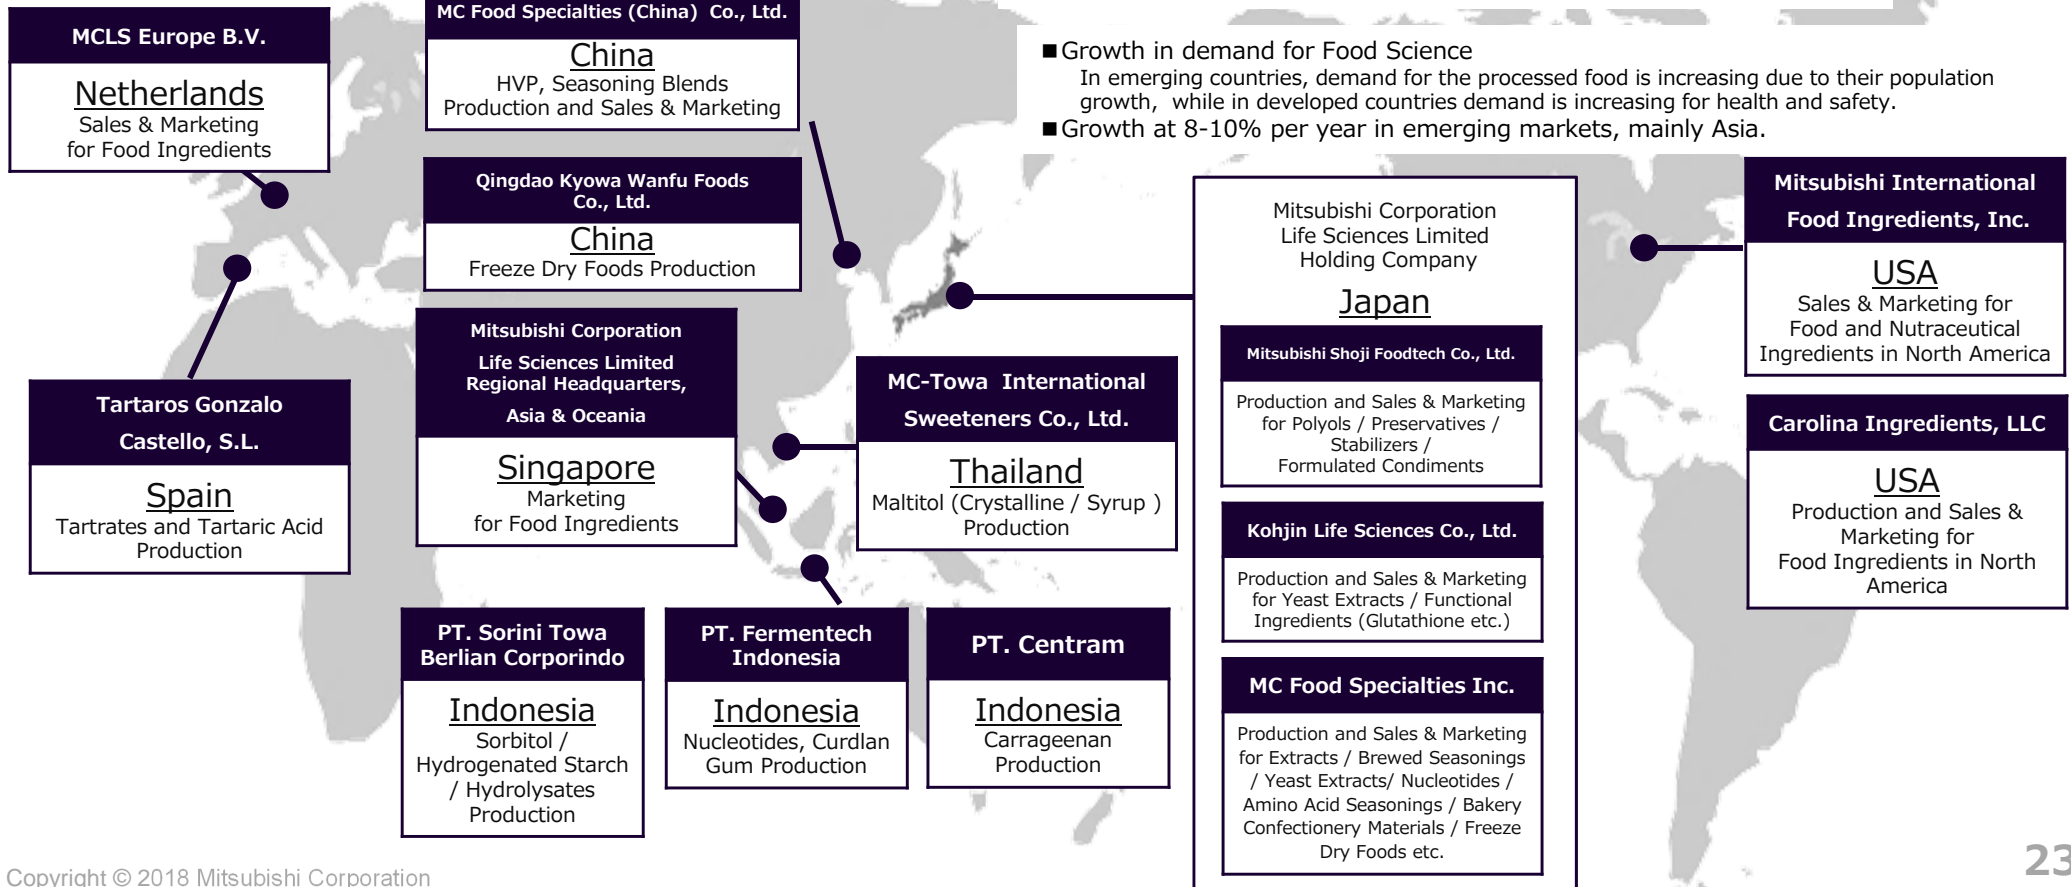 MCLS Europe B.V.
Netherlands
Sales & Marketing
for Food Ingredients
MC Food Specialties (China) Co., Ltd.
China
HVP, Seasoning Blends
Production and Sales & Marketing
■Growth in demand for Food Science
In emerging countries, demand for the processed food is increasing due to their population
growth, while in developed countries demand is increasing for health and safety.
■Growth at 8-10% per year in emerging markets, mainly Asia.
Qingdao Kyowa Wanfu Foods
Co., Ltd.
China
Freeze Dry Foods Production
Mitsubishi Corporation
Life Sciences Limited
Regional Headquarters,
Asia & Oceania
Singapore
Marketing
for Food Ingredients
MC-Towa International
Sweeteners Co., Ltd.
Thailand
Maltitol (Crystalline / Syrup )
Production
Tartaros Gonzalo
Castello, S.L.
Spain
Tartrates and Tartaric Acid
Production
PT. Sorini Towa
Berlian Corporindo
Indonesia
Sorbitol /
Hydrogenated Starch
/ Hydrolysates
Production
PT. Fermentech
Indonesia
Indonesia
Nucleotides, Curdlan
Gum Production
PT. Centram
Indonesia
Carrageenan
Production
Mitsubishi Corporation
Life Sciences Limited
Holding Company
Japan
Mitsubishi Shoji Foodtech Co., Ltd.
Production and Sales & Marketing
for Polyols / Preservatives /
Stabilizers /
Formulated Condiments
Kohjin Life Sciences Co., Ltd.
Production and Sales & Marketing
for Yeast Extracts / Functional
Ingredients (Glutathione etc.)
MC Food Specialties Inc.
Production and Sales & Marketing
for Extracts / Brewed Seasonings
/ Yeast Extracts/ Nucleotides /
Amino Acid Seasonings / Bakery
Confectionery Materials / Freeze
Dry Foods etc.
Mitsubishi International
Food Ingredients, Inc.
USA
Sales & Marketing for
Food and Nutraceutical
Ingredients in North America
Carolina Ingredients, LLC
USA
Production and Sales &
Marketing for
Food Ingredients in North
America
Copyright © 2018 Mitsubishi Corporation
23